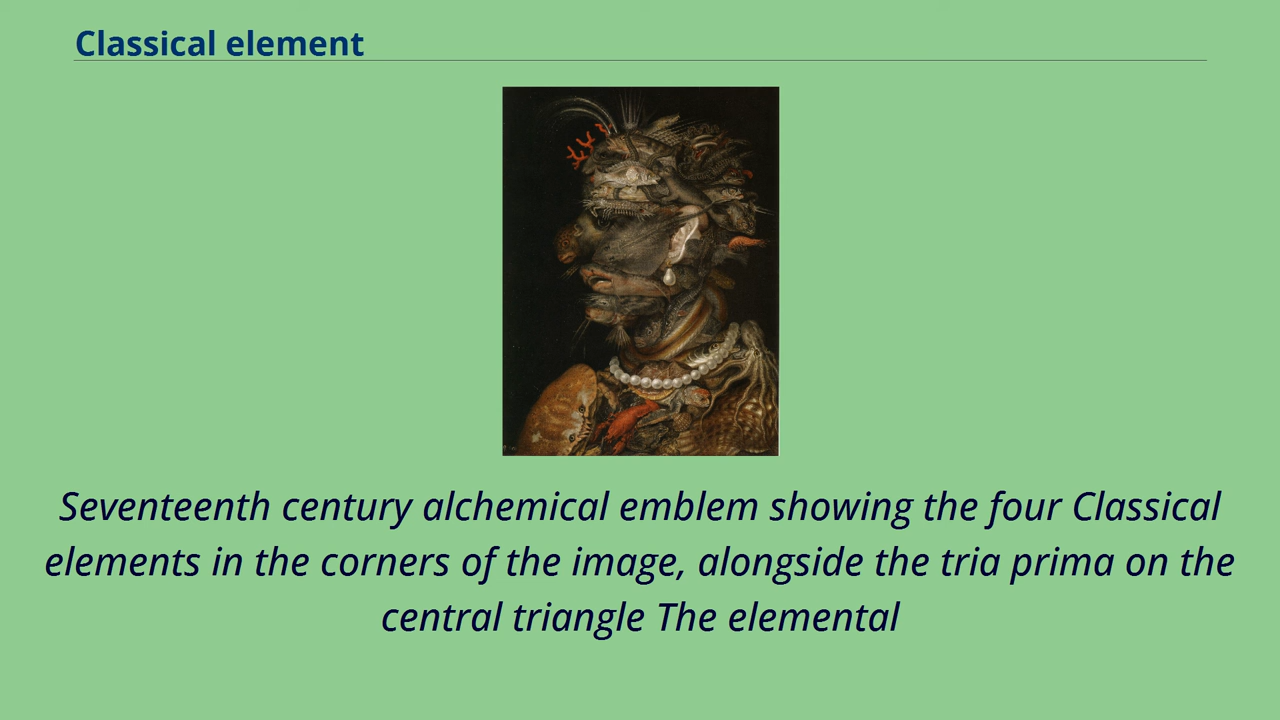 Classical element
Seventeenth century alchemical emblem showing the four Classical
elements in the corners of the image, alongside the tria prima on the
central triangle The elemental